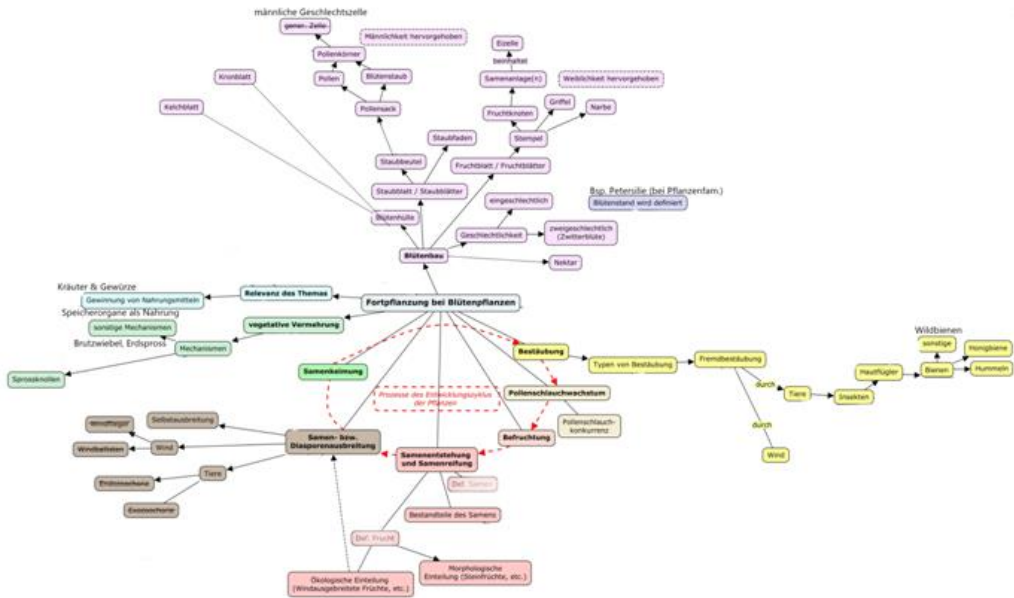 männliche Geschlechtszelle
gener. Zelle
Männlichkeit hervorgehoben
Pollenkörner
Eizelle
beinhaltet
Kronblatt
Pollen
Blütenstaub
Samenanlage(n)
Weiblichkeit hervorgehoben
Kelchblatt
Pollensack
Fruchtknoten
Griffel
Narbe
Staubfaden
Stempel
Staubbeutel
Fruchtblatt / Fruchtblätter
Staubblatt / Staubblätter
Bsp. Petersilie (bei Pflanzenfam.)
eingeschlechtlich
Blütenstand wird definiert
Blütenhülle
Geschlechtlichkeit
zweigeschlechtlich
(Zwitterblüte)
Blütenbau
Nektar
Kräuter & Gewürze
Relevanz des Themas
Gewinnung von Nahrungsmitteln
Fortpflanzung bei Blütenpflanzen
Speicherorgane als Nahrung
sonstige Mechanismen
vegetative Vermehrung
Brutzwiebel, Erdspross
Mechanismen
Sprossknollen
Wildbienen
sonstige
Honigbiene
Bestäubung
Typen von Bestäubung
Fremdbestäubung
Hautflügler
Bienen
Hummeln
Samenkeimung
durch
Tiere
Insekten
Prozesse des Entwicklungszyklus
der Pflanzen
Pollenschlauchwachstum
Pollenschlauch-
konkurrenz
durch
Wind
Selbstausbreitung
Samen- bzw.
Diasporenausbreitung
Befruchtung
Windballisten
Wind
Samenentstehung
und Samenreifung
Tiere
Def. Samen
Bestandteile des Samens
Def. Frucht
Ökologische Einteilung
(Windausgebreitete Früchte, etc.)
Morphologische
Einteilung (Steinfrüchte, etc.)